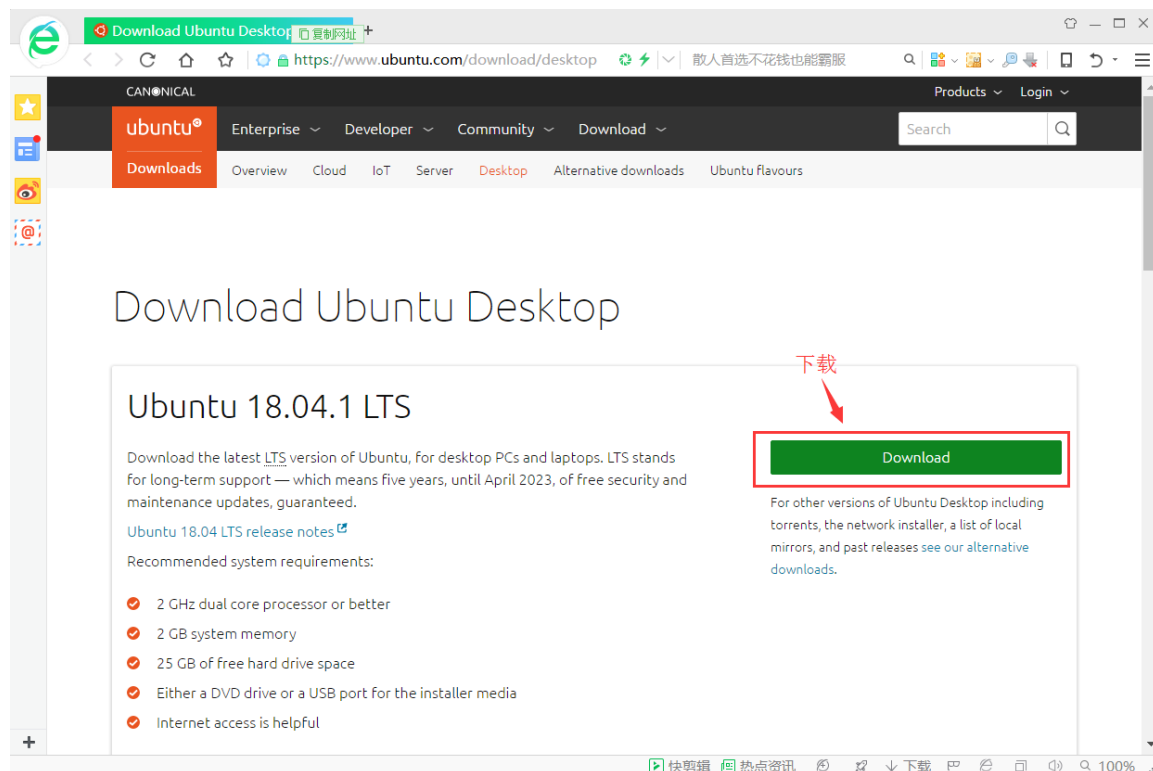 Download Ubuntu Desktop
复制网址
https://www.ubuntu.com/download/desktop
散人首选不花钱也能霸服
CANONICAL
Products
Login
ubuntu
Enterprise
Developer
Community
Download
Search
Downloads
Overview
Cloud
IoT
Server
Desktop
Alternative downloads
Ubuntu flavours
Download Ubuntu Desktop
下载
Ubuntu 18.04.1 LTS
Download the latest LTS version of Ubuntu, for desktop PCs and laptops. LTS stands
for long-term support — which means five years, until April 2023, of free security and
maintenance updates, guaranteed.
Ubuntu 18.04 LTS release notes
Recommended system requirements:
2 GHz dual core processor or better
2 GB system memory
25 GB of free hard drive space
Either a DVD drive or a USB port for the installer media
Internet access is helpful
Download
For other versions of Ubuntu Desktop including
torrents, the network installer, a list of local
mirrors, and past releases see our alternative
downloads.
快剪辑
热点资讯
下载
100%